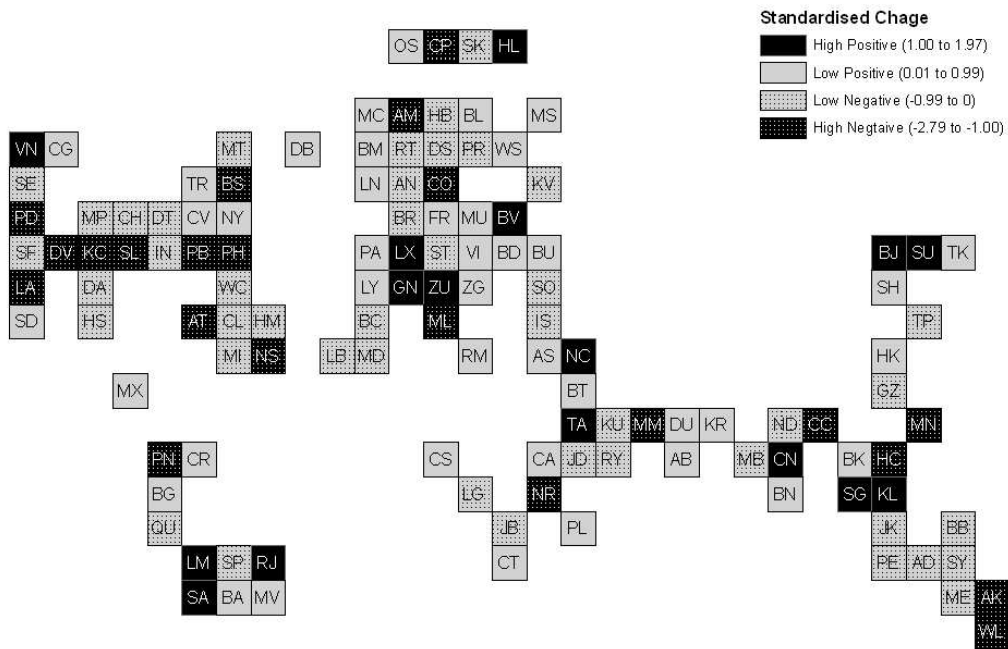 Standardised Chage
High Positive (1.00 to 1.97)
Low Positive (0.01 to 0.99)
Low Negative (-0.99 to 0)
High Negtaive (-2.79 to -1.00)
OS CP SK HL
MC AM HB BL MS
VN CG MT DB BM RT DS PR WS
SE TR BS LN AN CO KV
PD MP CH DT CV NY BR FR MU BV
SF DV KC SL IN PB PH PA LX ST VI BD BU BJ SU TK
LA DA WC LY GN ZU ZG SO SH
SD HS AT CL HM BC ML IS TP
MI NS LB MD RM AS NC HK
MX BT GZ
TA KU MM DU KR ND CC MN
PN CR CS CA JD RY AB MB CN BK HC
BG LG NR BN SG KL
QU JB PL JK BB
LM SP RJ CT PE AD SY
SA BA MV ME AK
WL